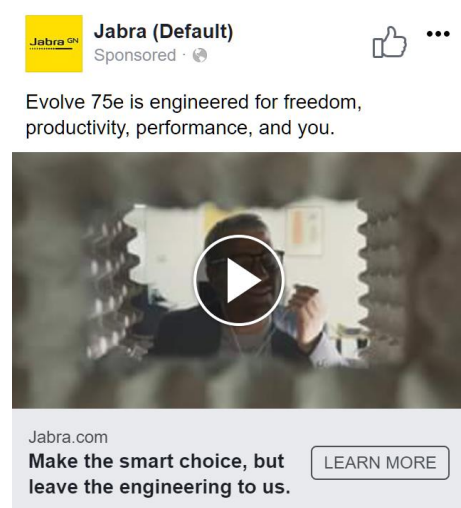 Jabra GN
Jabra (Default)
Sponsored ·
Evolve 75e is engineered for freedom,
productivity, performance, and you.
Jabra.com
Make the smart choice, but
leave the engineering to us.
LEARN MORE